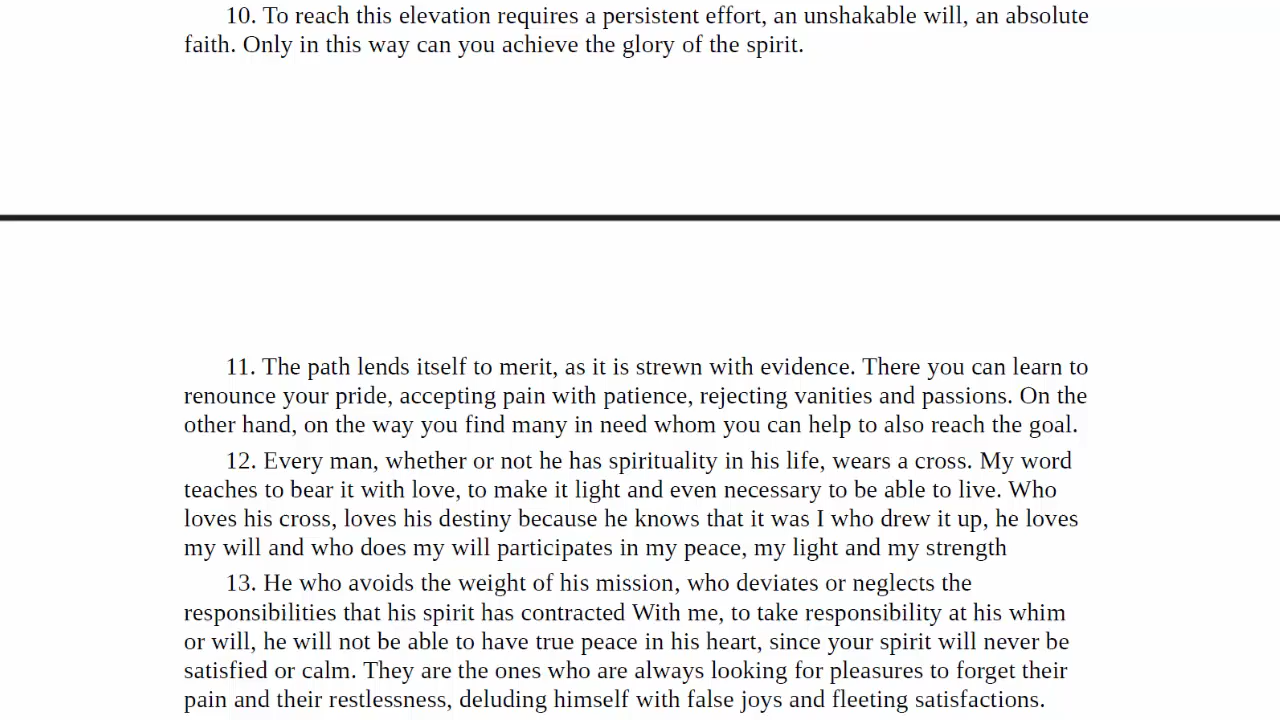 10. To reach this elevation requires a persistent effort, an unshakable will, an absolute
faith. Only in this way can you achieve the glory of the spirit.
11. The path lends itself to merit, as it is strewn with evidence. There you can learn to
renounce your pride, accepting pain with patience, rejecting vanities and passions. On the
other hand, on the way you find many in need whom you can help to also reach the goal.
12. Every man, whether or not he has spirituality in his life, wears a cross. My word
teaches to bear it with love, to make it light and even necessary to be able to live. Who
loves his cross, loves his destiny because he knows that it was I who drew it up, he loves
my will and who does my will participates in my peace, my light and my strength
13. He who avoids the weight of his mission, who deviates or neglects the
responsibilities that his spirit has contracted With me, to take responsibility at his whim
or will, he will not be able to have true peace in his heart, since your spirit will never be
satisfied or calm. They are the ones who are always looking for pleasures to forget their
pain and their restlessness, deluding himself with false joys and fleeting satisfactions.